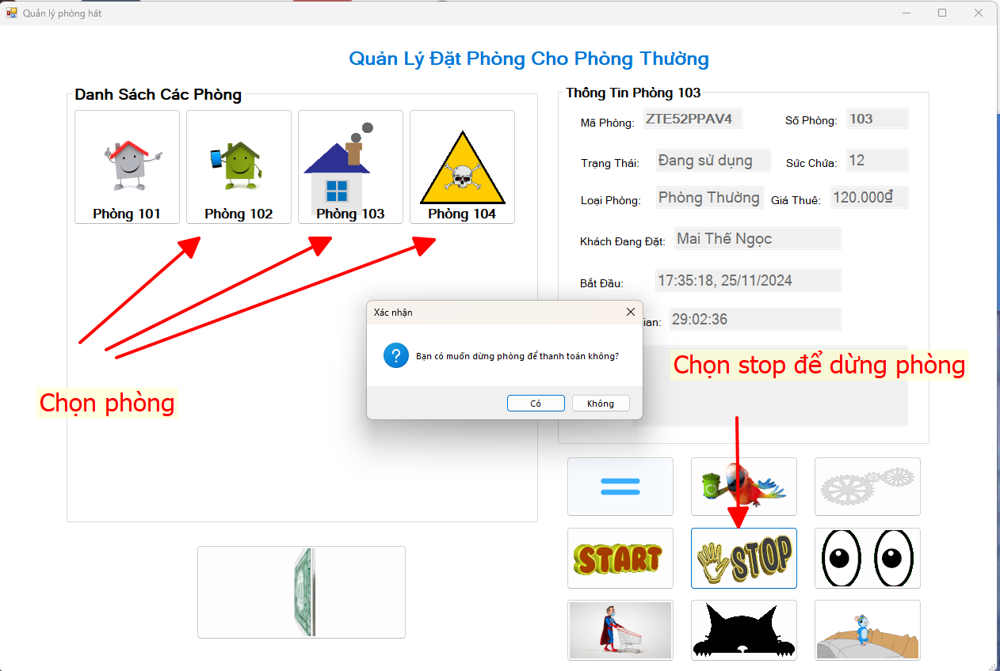 Quản lý phòng hát
Quản Lý Đặt Phòng Cho Phòng Thường
Danh Sách Các Phòng
Phòng 101
Phòng 102
Phòng 103
Phòng 104
Chọn phòng
Thông Tin Phòng 103
Mã Phòng: ZTE52PPAV4 Số Phòng: 103
Trạng Thái: Đang sử dụng Sức Chứa: 12
Loại Phòng: Phòng Thường Giá Thuê: 120.000₫
Khách Đang Đặt: Mai Thế Ngọc
Bắt Đầu: 17:35:18, 25/11/2024
ian: 29:02:36
Chọn stop để dừng phòng
Xác nhận
Bạn có muốn dừng phòng để thanh toán không?
Có Không
START STOP